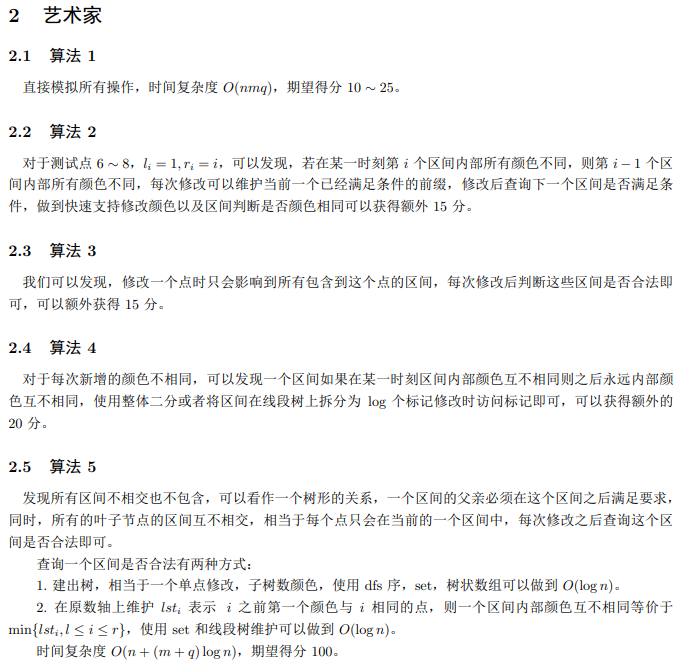 2 艺术家
2.1 算法 1
直接模拟所有操作，时间复杂度 O(nmq)，期望得分 10 ∼ 25。
2.2 算法 2
对于测试点 6 ∼ 8，l_i = 1, r_i = i，可以发现，若在某一时刻第 i 个区间内部所有颜色不同，则第 i − 1 个区
间内部所有颜色不同，每次修改可以维护当前一个已经满足条件的前缀，修改后查询下一个区间是否满足条
件，做到快速支持修改颜色以及区间判断是否颜色相同可以获得额外 15 分。
2.3 算法 3
我们可以发现，修改一个点时只会影响到所有包含到这个点的区间，每次修改后判断这些区间是否合法即
可，可以额外获得 15 分。
2.4 算法 4
对于每次新增的颜色不相同，可以发现一个区间如果在某一时刻区间内部颜色互不相同则之后永远内部颜
色互不相同，使用整体二分或者将区间在线段树上拆分为 log 个标记修改时访问标记即可，可以获得额外的
20 分。
2.5 算法 5
发现所有区间不相交也不包含，可以看作一个树形的关系，一个区间的父亲必须在这个区间之后满足要求，
同时，所有的叶子节点的区间互不相交，相当于每个点只会在当前的一个区间中，每次修改之后查询这个区
间是否合法即可。
查询一个区间是否合法有两种方式：
1. 建出树，相当于一个单点修改，子树数颜色，使用 dfs 序，set，树状数组可以做到 O(log n)。
2. 在原数轴上维护 lst_i 表示 i 之前第一个颜色与 i 相同的点，则一个区间内部颜色互不相同等价于
min{lst_i, l ≤ i ≤ r}，使用 set 和线段树维护可以做到 O(log n)。
时间复杂度 O(n + (m + q) log n)，期望得分 100。